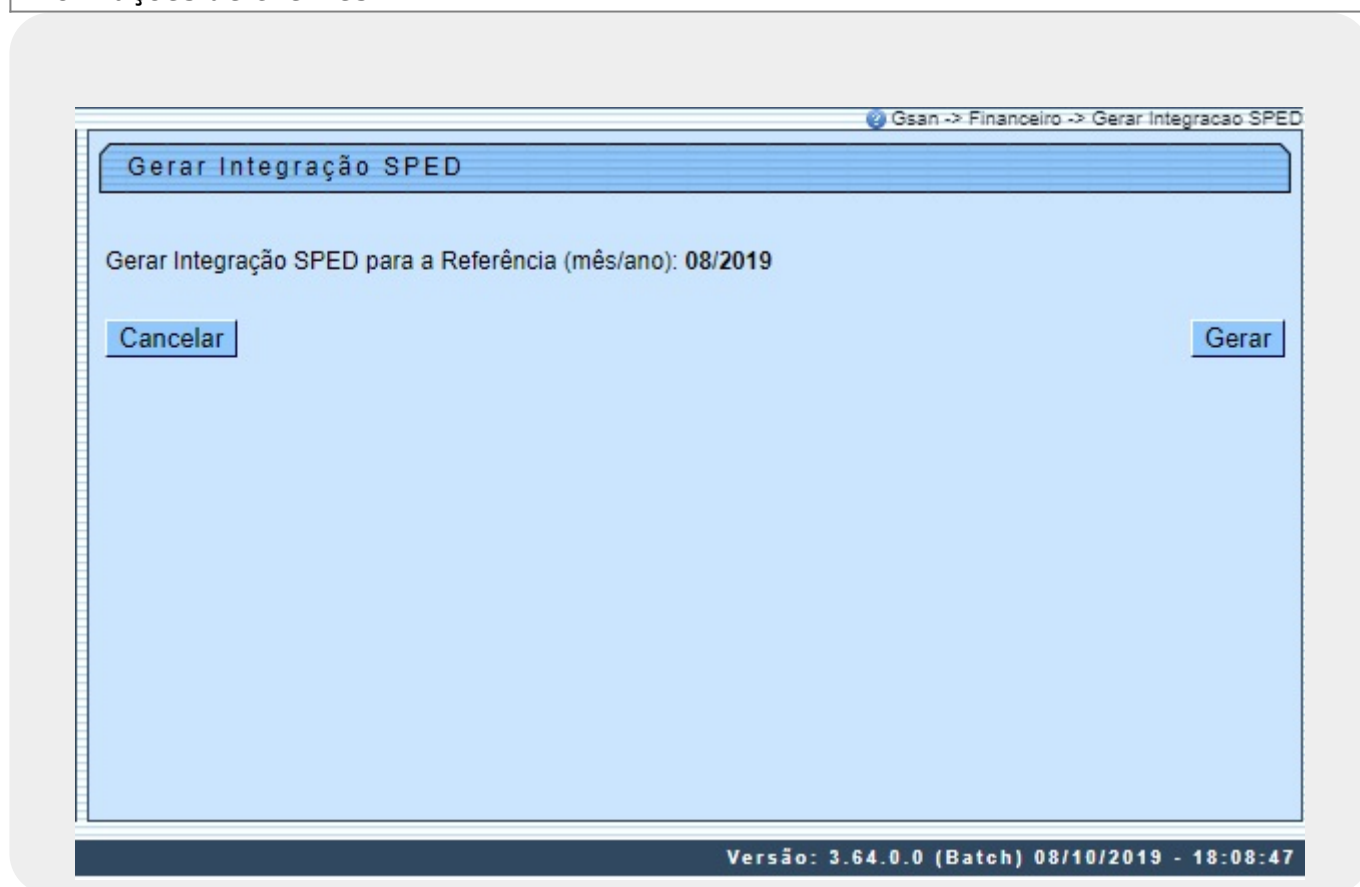 Gsan -> Financeiro -> Gerar Integracao SPED
Gerar Integração SPED
Gerar Integração SPED para a Referência (mês/ano): 08/2019
Cancelar
Gerar
Versão: 3.64.0.0 (Batch) 08/10/2019 - 18:08:47